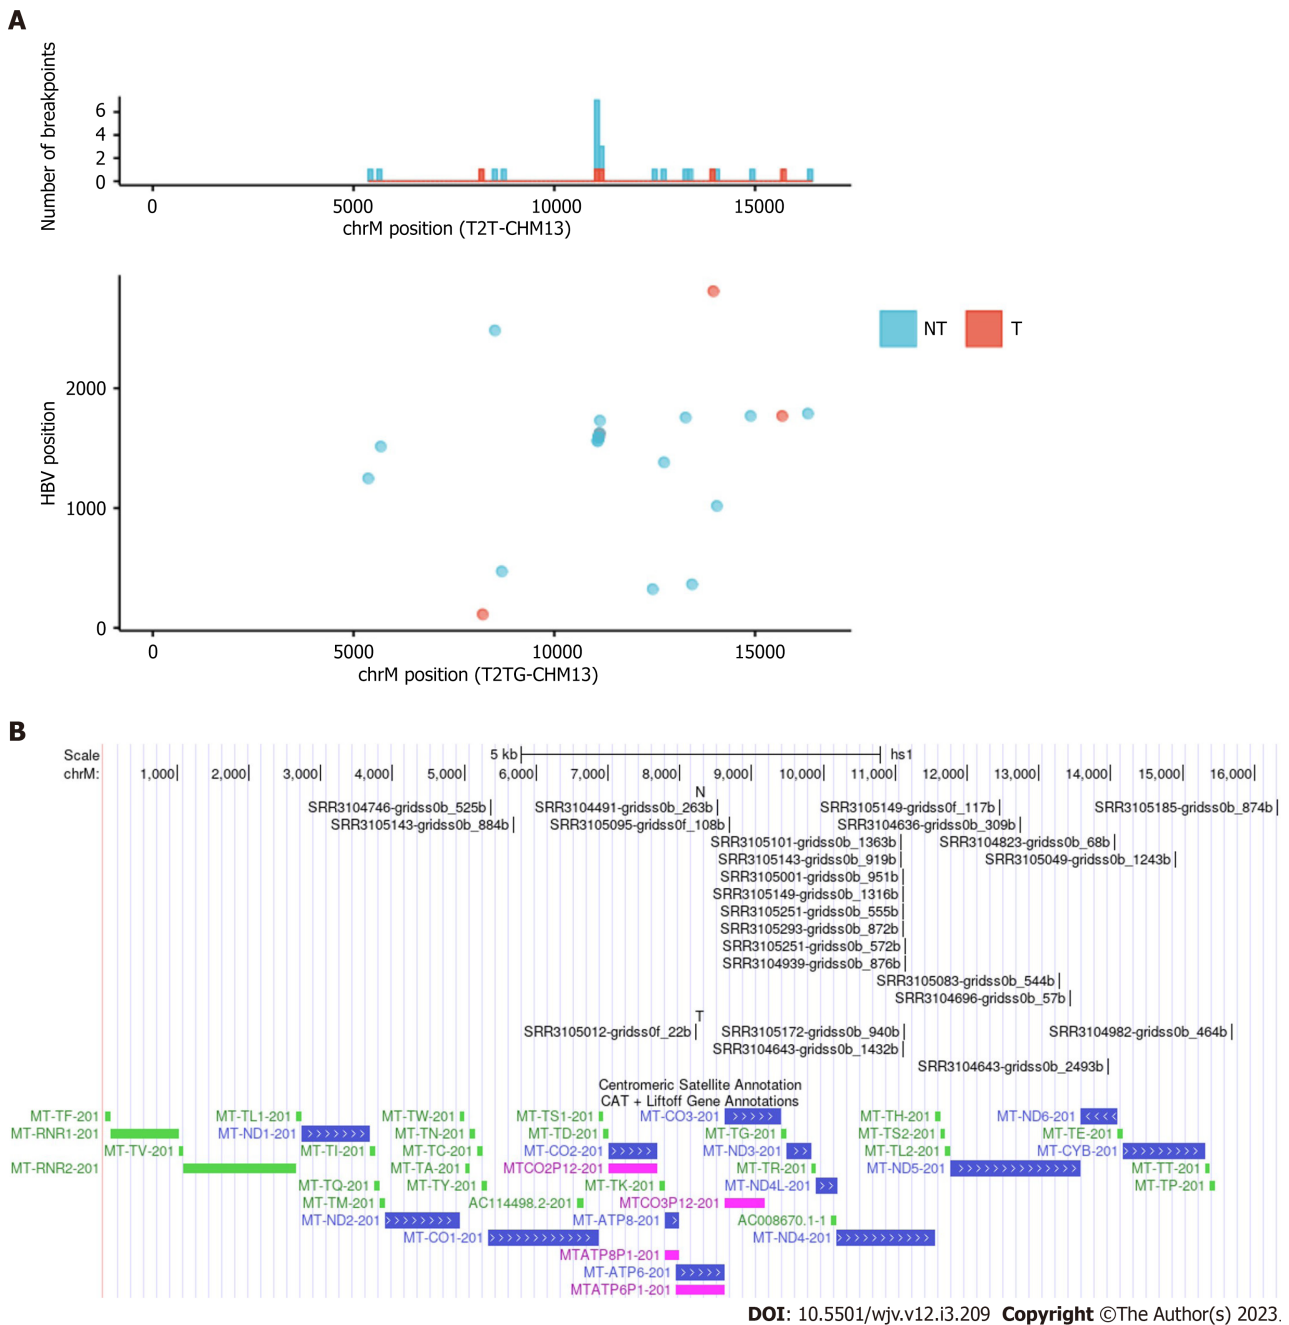 A
Number of breakpoints
6
4
2
0
0 5000 10000 15000
chrM position (T2T-CHM13)
HBV position
2000
1000
0
0 5000 10000 15000
chrM position (T2TG-CHM13)
NT T
B
Scale 5 kb hs1
chrM: 1,000 2,000 3,000 4,000 5,000 6,000 7,000 8,000 9,000 10,000 11,000 12,000 13,000 14,000 15,000 16,000
N
SRR3104746-gridss0b_525b SRR3104491-gridss0b_263b SRR3105149-gridss0f_117b SRR3105185-gridss0b_874b
SRR3105143-gridss0b_884b SRR3105095-gridss0f_108b SRR3104636-gridss0b_309b
SRR3105101-gridss0b_1363b SRR3104823-gridss0b_68b
SRR3105143-gridss0b_919b SRR3105049-gridss0b_1243b
SRR3105001-gridss0b_951b
SRR3105149-gridss0b_1316b
SRR3105251-gridss0b_555b
SRR3105293-gridss0b_872b
SRR3105251-gridss0b_572b
SRR3104939-gridss0b_876b
SRR3105083-gridss0b_544b
SRR3104696-gridss0b_57b
T
SRR3105012-gridss0f_22b SRR3105172-gridss0b_940b SRR3104982-gridss0b_464b
SRR3104643-gridss0b_1432b
SRR3104643-gridss0b_2493b
Centromeric Satellite Annotation
CAT + Liftoff Gene Annotations
MT-TF-201 MT-TL1-201 MT-TW-201 MT-TS1-201 MT-CO3-201 MT-TH-201 MT-ND6-201
MT-RNR1-201 MT-ND1-201 MT-TN-201 MT-TD-201 MT-TG-201 MT-TS2-201 MT-TE-201
MT-TV-201 MT-TI-201 MT-TC-201 MT-CO2-201 MT-ND3-201 MT-TL2-201 MT-CYB-201
MT-RNR2-201 MT-TA-201 MTCO2P12-201 MT-TR-201 MT-ND5-201 MT-TT-201
MT-TQ-201 MT-TY-201 MT-TK-201 MT-ND4L-201 MT-TP-201
MT-TM-201 AC114498.2-201 MTCO3P12-201
MT-ND2-201 MT-ATP8-201 AC008670.1-1
MT-CO1-201 MT-ND4-201
MTATP8P1-201
MT-ATP6-201
MTATP6P1-201
DOI: 10.5501/wjv.v12.i3.209 Copyright ©The Author(s) 2023.